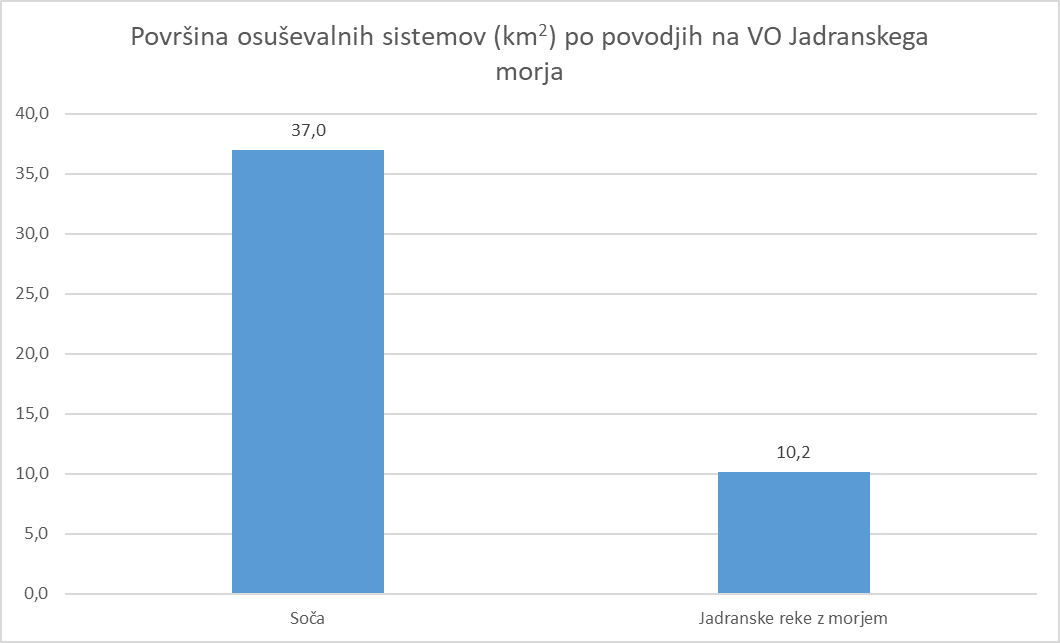 Površina osuševalnih sistemov (km²) po povodjih na VO Jadranskega
morja
40,0
37,0
35,0
30,0
25,0
20,0
15,0
10,2
10,0
5,0
0,0
Soča
Jadranske reke z morjem